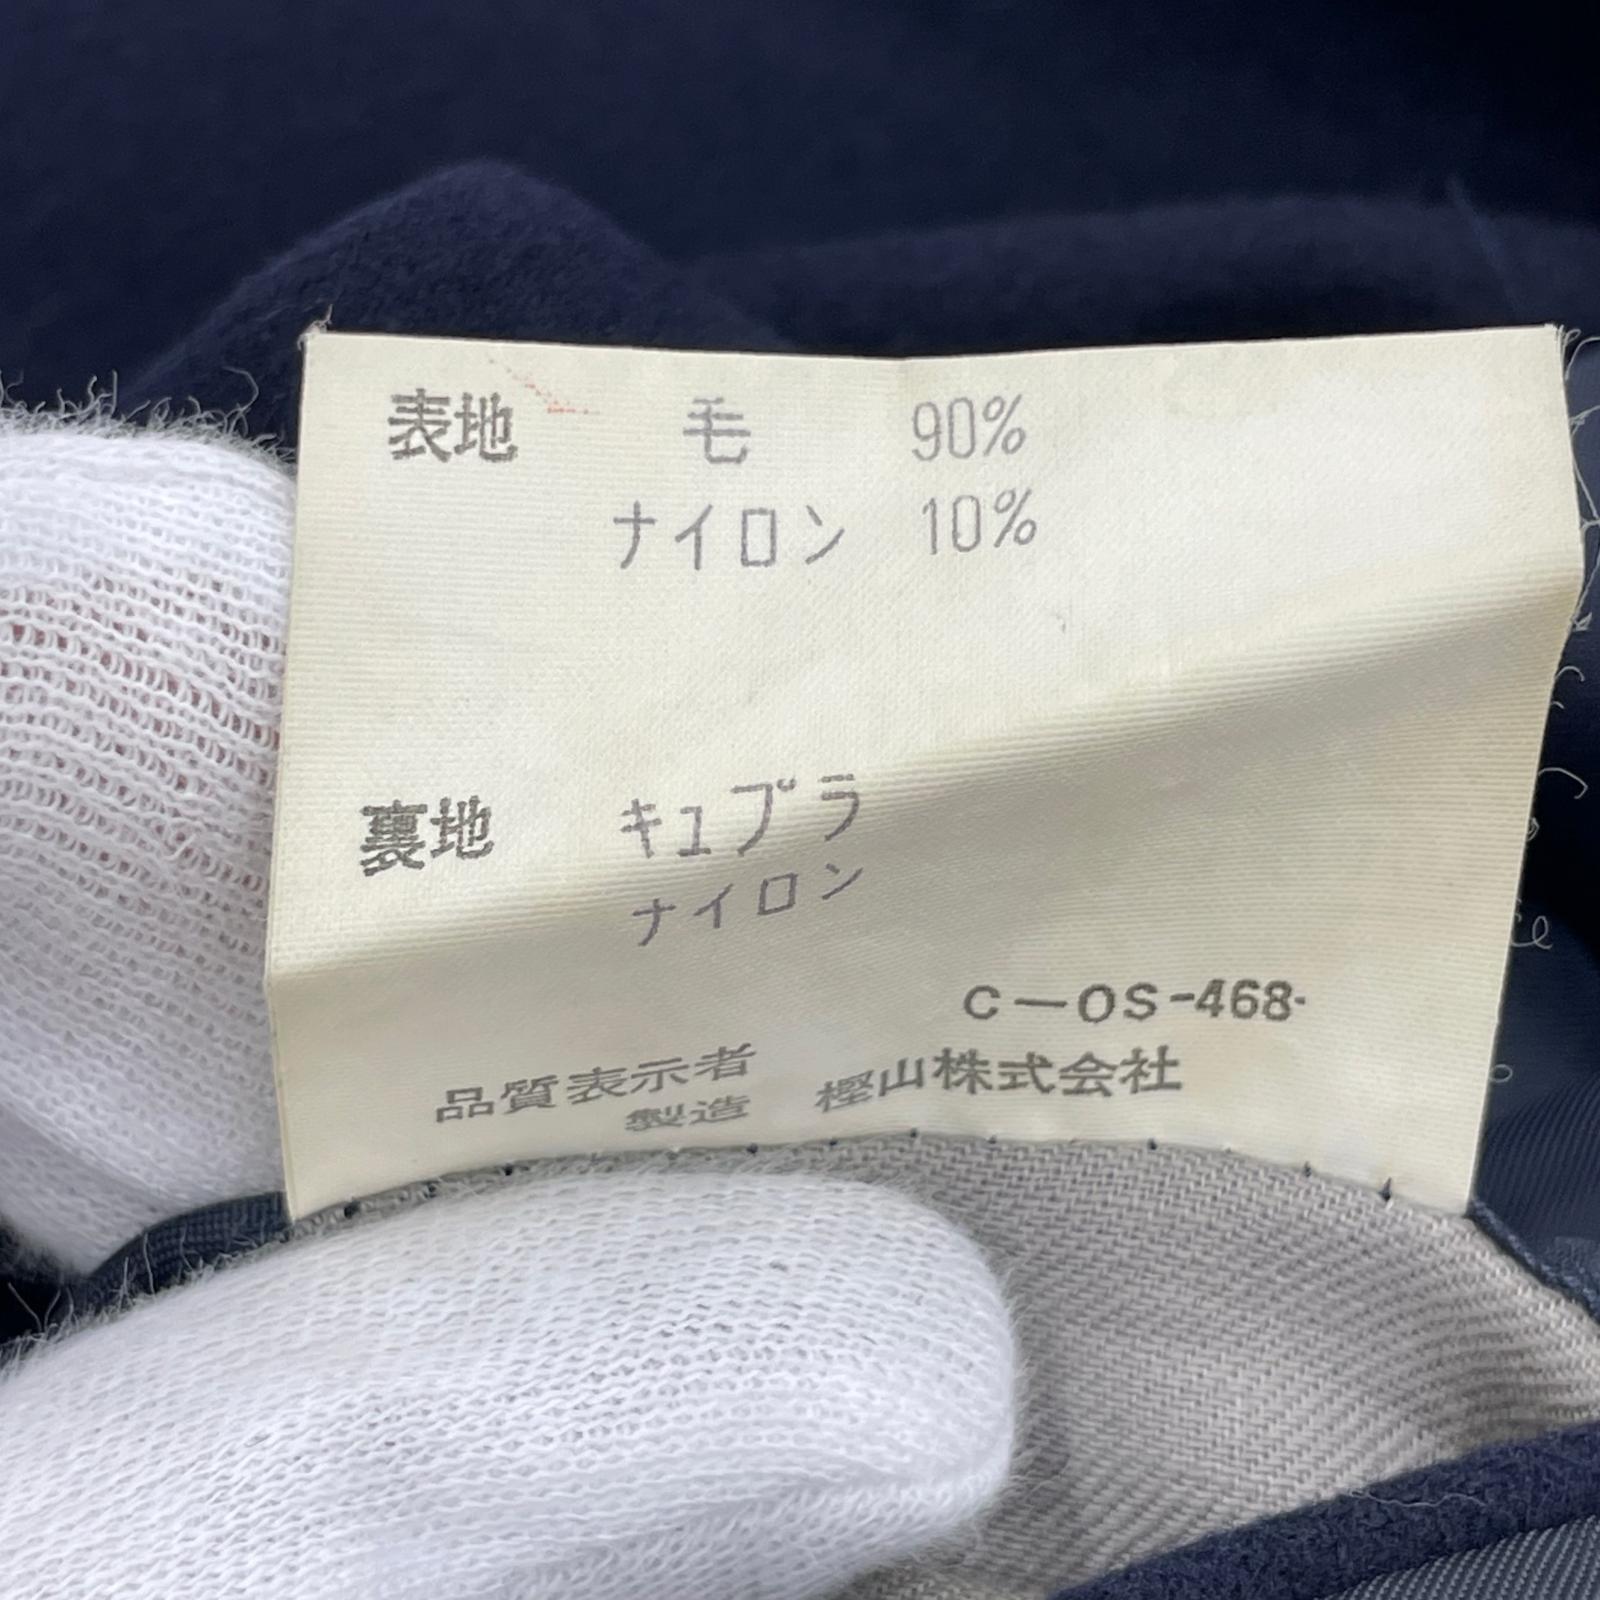 表地 毛 90%
ナイロン 10%
裏地 キュプラ
ナイロン
C-OS-468-
品質表示者 樫山株式会社
製造